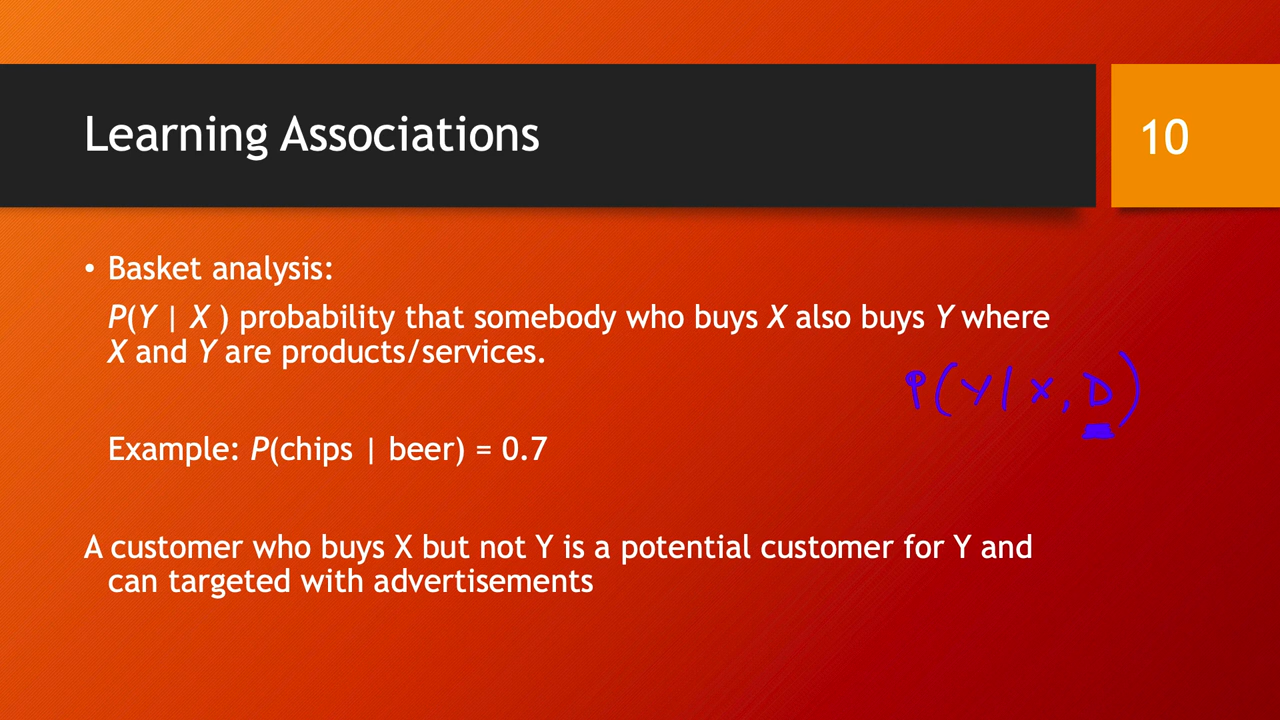 Learning Associations
10
• Basket analysis:
P(Y | X ) probability that somebody who buys X also buys Y where
X and Y are products/services.
P(Y|X,D)
Example: P(chips | beer) = 0.7
A customer who buys X but not Y is a potential customer for Y and
can targeted with advertisements